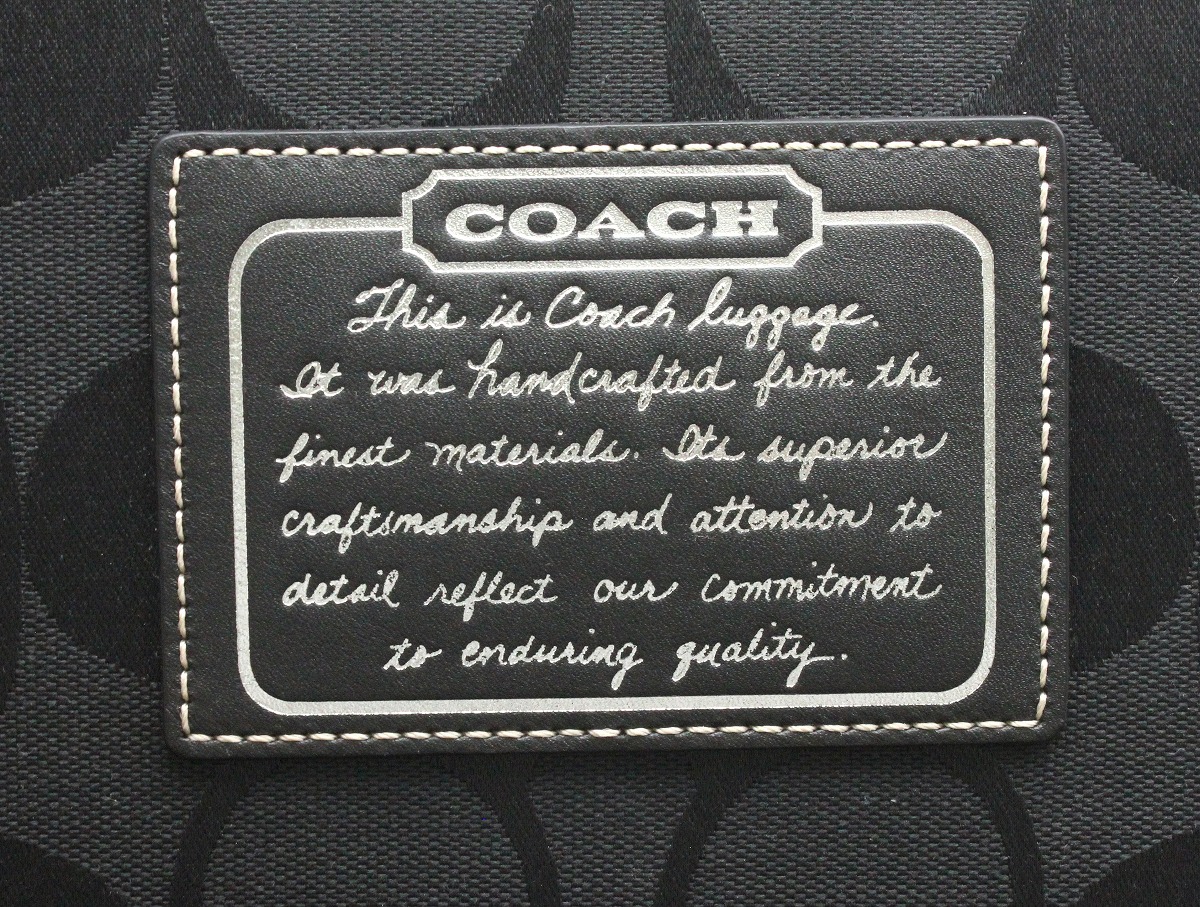 COACH
This is Coach luggage.
It was handcrafted from the
finest materials. Its superior
craftsmanship and attention to
detail reflect our commitment
to enduring quality.